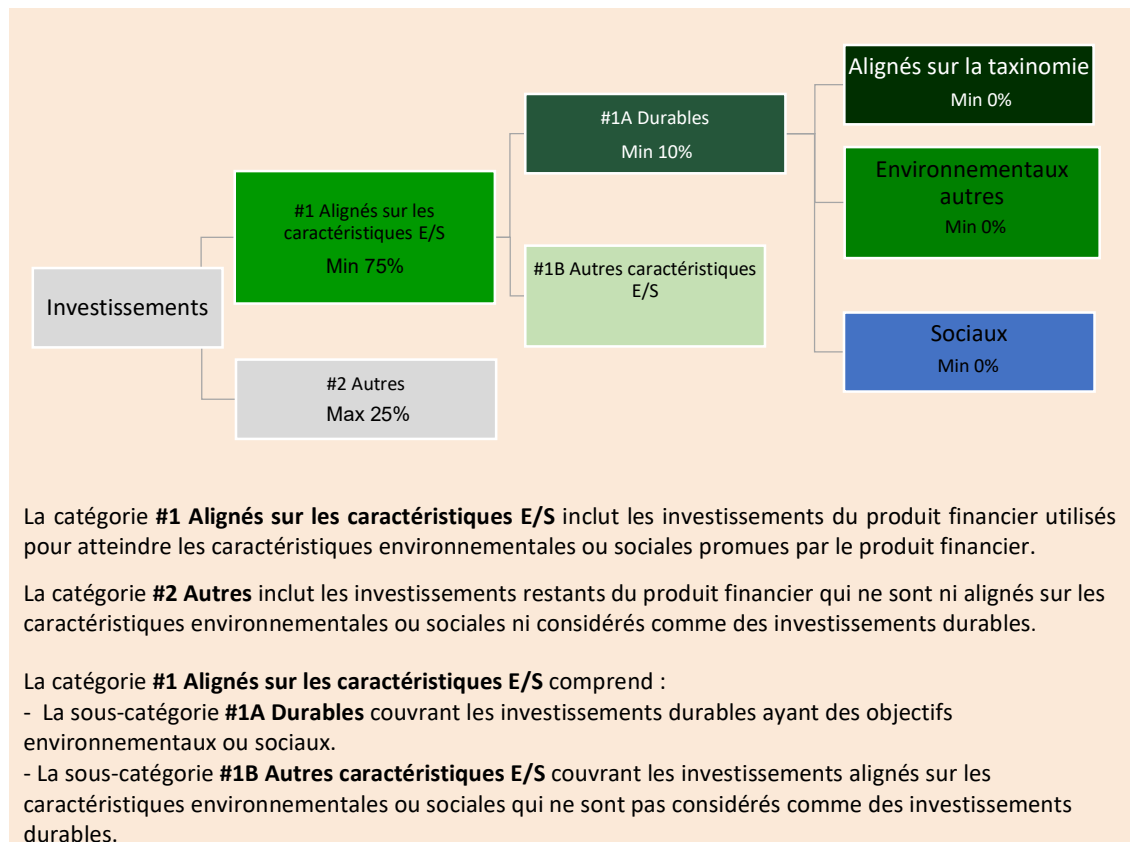 Investissements
#1 Alignés sur les
caractéristiques E/S
Min 75%
#2 Autres
Max 25%
#1A Durables
Min 10%
#1B Autres caractéristiques
E/S
Alignés sur la taxinomie
Min 0%
Environnementaux
autres
Min 0%
Sociaux
Min 0%
La catégorie #1 Alignés sur les caractéristiques E/S inclut les investissements du produit financier utilisés
pour atteindre les caractéristiques environnementales ou sociales promues par le produit financier.
La catégorie #2 Autres inclut les investissements restants du produit financier qui ne sont ni alignés sur les
caractéristiques environnementales ou sociales ni considérés comme des investissements durables.
La catégorie #1 Alignés sur les caractéristiques E/S comprend :
- La sous-catégorie #1A Durables couvrant les investissements durables ayant des objectifs
environnementaux ou sociaux.
- La sous-catégorie #1B Autres caractéristiques E/S couvrant les investissements alignés sur les
caractéristiques environnementales ou sociales qui ne sont pas considérés comme des investissements
durables.